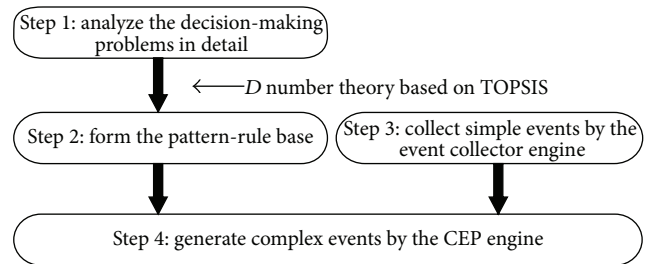 Step 1: analyze the decision-making
problems in detail
D number theory based on TOPSIS
Step 2: form the pattern-rule base
Step 3: collect simple events by the
event collector engine
Step 4: generate complex events by the CEP engine